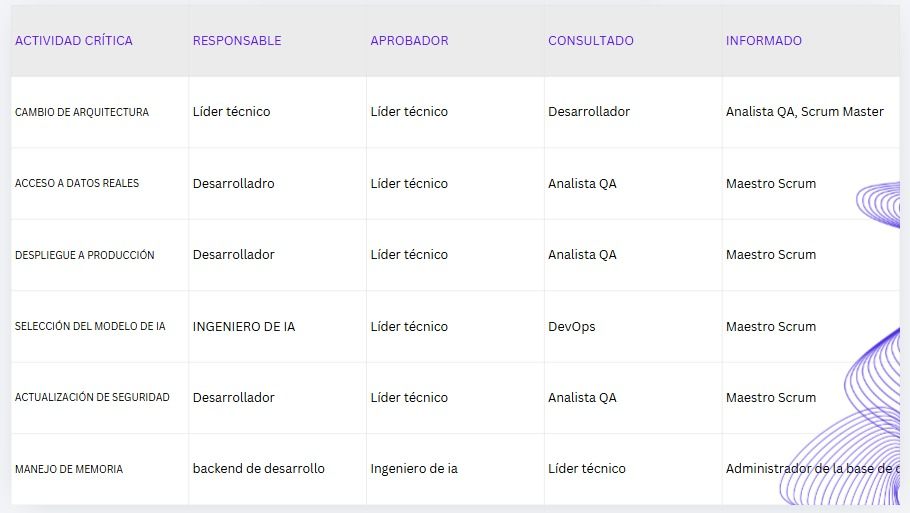 ACTIVIDAD CRÍTICA RESPONSABLE APROBADOR CONSULTADO INFORMADO
CAMBIO DE ARQUITECTURA Líder técnico Líder técnico Desarrollador Analista QA, Scrum Master
ACCESO A DATOS REALES Desarrolladro Líder técnico Analista QA Maestro Scrum
DESPLIEGUE A PRODUCCIÓN Desarrollador Líder técnico Analista QA Maestro Scrum
SELECCIÓN DEL MODELO DE IA INGENIERO DE IA Líder técnico DevOps Maestro Scrum
ACTUALIZACIÓN DE SEGURIDAD Desarrollador Líder técnico Analista QA Maestro Scrum
MANEJO DE MEMORIA backend de desarrollo Ingeniero de ia Líder técnico Administrador de la base de